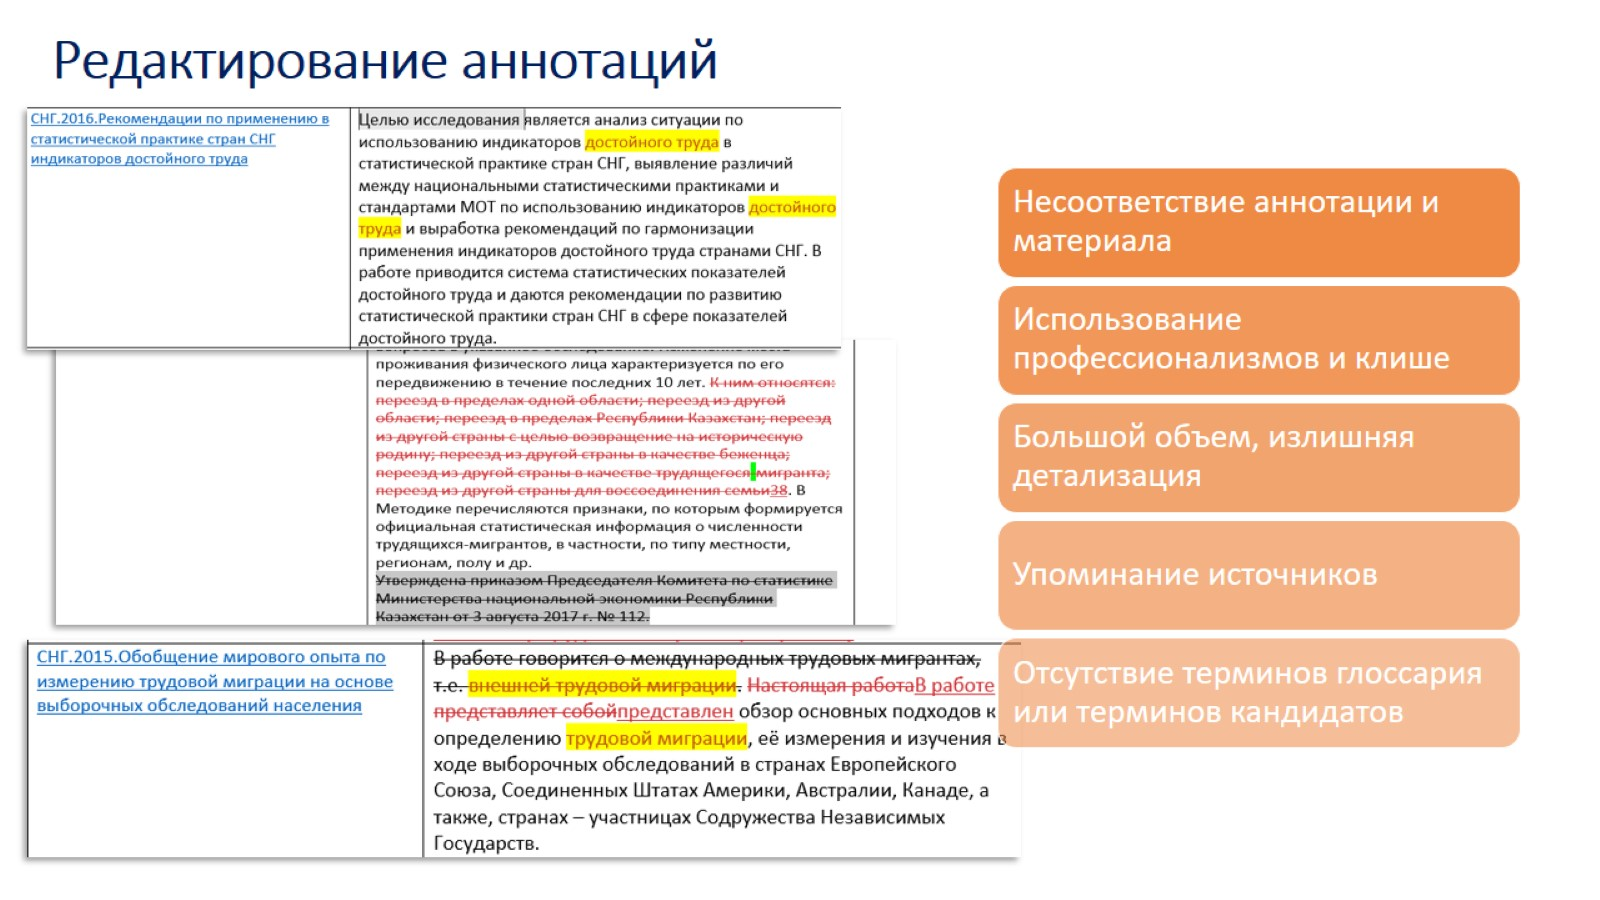 Редактирование аннотаций
СНГ.2016.Рекомендации по применению в
статистической практике стран СНГ
индикаторов достойного труда
Целью исследования является анализ ситуации по
использованию индикаторов достойного труда в
статистической практике стран СНГ, выявление различий
между национальными статистическими практиками и
стандартами МОТ по использованию индикаторов достойного
труда и выработка рекомендаций по гармонизации
применения индикаторов достойного труда странами СНГ. В
работе приводится система статистических показателей
достойного труда и даются рекомендации по развитию
статистической практики стран СНГ в сфере показателей
достойного труда.
проживания физического лица характеризуется по его
передвижению в течение последних 10 лет. К ним относятся:
переезд в пределах одной области; переезд из другой
области; переезд в пределах Республики Казахстан; переезд
из другой страны с целью возвращение на историческую
родину; переезд из другой страны в качестве беженца;
переезд из другой страны в качестве трудящегося-мигранта;
переезд из другой страны для воссоединения семьи38. В
Методике перечисляются признаки, по которым формируется
официальная статистическая информация о численности
трудящихся-мигрантов, в частности, по типу местности,
регионам, полу и др.
Утверждена приказом Председателя Комитета по статистике
Министерства национальной экономики Республики
Казахстан от 3 августа 2017 г. № 112.
СНГ.2015.Обобщение мирового опыта по
измерению трудовой миграции на основе
выборочных обследований населения
В работе говорится о международных трудовых мигрантах,
т.е. внешней трудовой миграции. Настоящая работаВ работе
представляет собойпредставлен обзор основных подходов к
определению трудовой миграции, её измерения и изучения в
ходе выборочных обследований в странах Европейского
Союза, Соединенных Штатах Америки, Австралии, Канаде, а
также, странах – участницах Содружества Независимых
Государств.
Несоответствие аннотации и
материала
Использование
профессионализмов и клише
Большой объем, излишняя
детализация
Упоминание источников
Отсутствие терминов глоссария
или терминов кандидатов